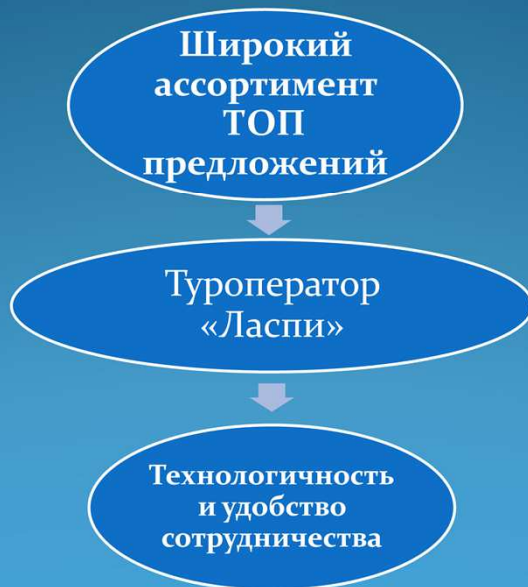 Широкий
ассортимент
ТОП
предложений
Туроператор
«Ласпи»
Технологичность
и удобство
сотрудничества